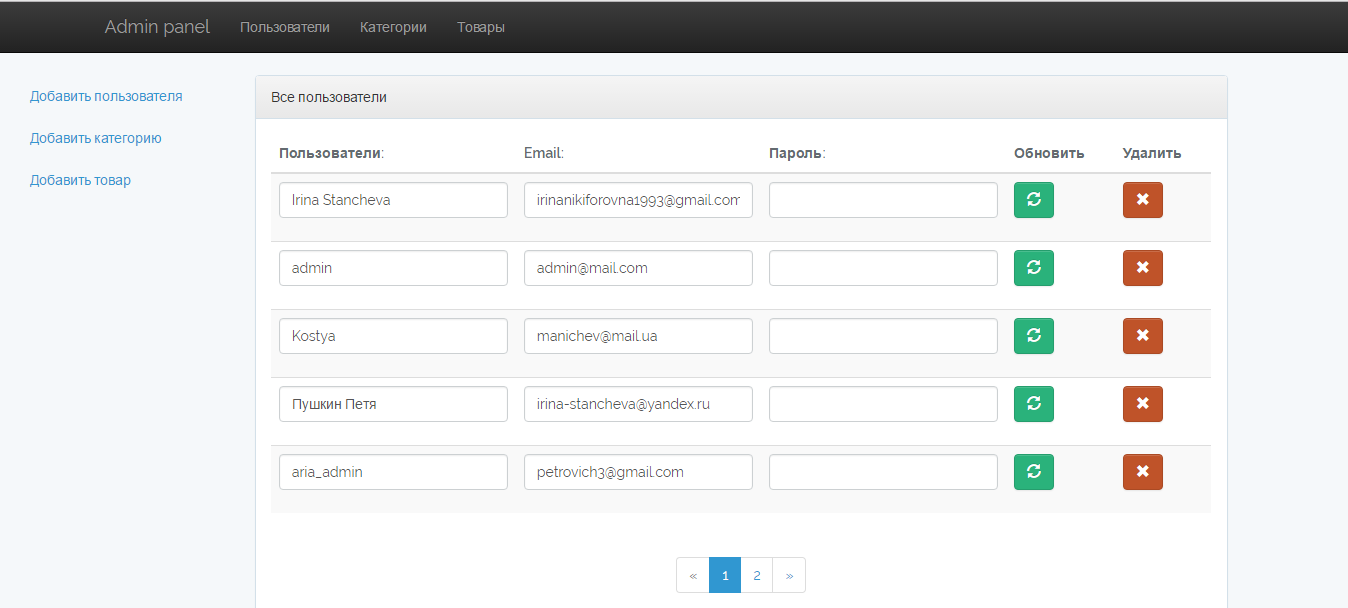 Admin panel Пользователи Категории Товары
Добавить пользователя
Добавить категорию
Добавить товар
Все пользователи
Пользователи: Email: Пароль: Обновить Удалить
Irina Stancheva irinanikiforovna1993@gmail.com
admin admin@mail.com
Kostya manichev@mail.ua
Пушкин Петя irina-stancheva@yandex.ru
aria_admin petrovich3@gmail.com
« 1 2 »